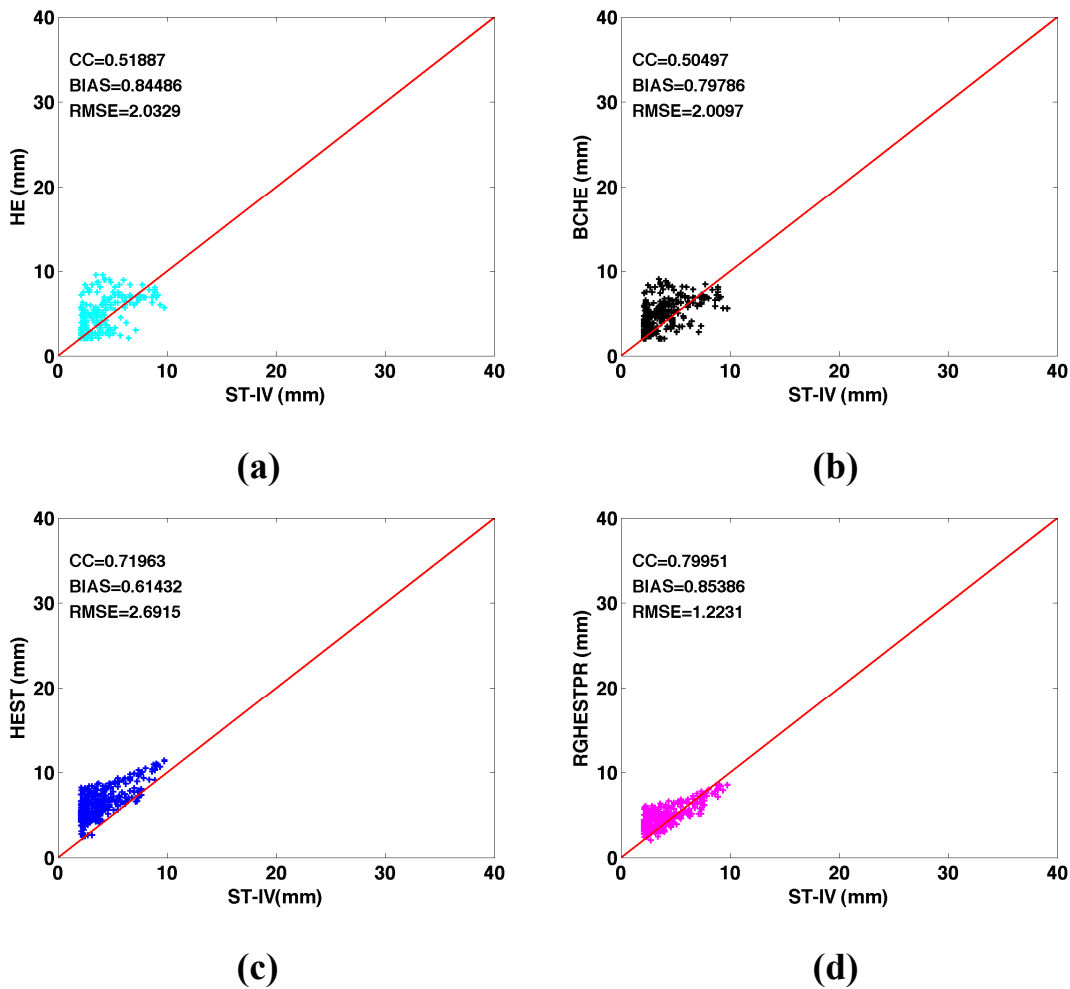 40
30
20
10
0
HE (mm)
CC=0.51887
BIAS=0.84486
RMSE=2.0329
0 10 20 30 40
ST-IV (mm)
(a)
40
30
20
10
0
BCHE (mm)
CC=0.50497
BIAS=0.79786
RMSE=2.0097
0 10 20 30 40
ST-IV (mm)
(b)
40
30
20
10
0
HEST (mm)
CC=0.71963
BIAS=0.61432
RMSE=2.6915
0 10 20 30 40
ST-IV(mm)
(c)
40
30
20
10
0
RGHESTPR (mm)
CC=0.79951
BIAS=0.85386
RMSE=1.2231
0 10 20 30 40
ST-IV (mm)
(d)